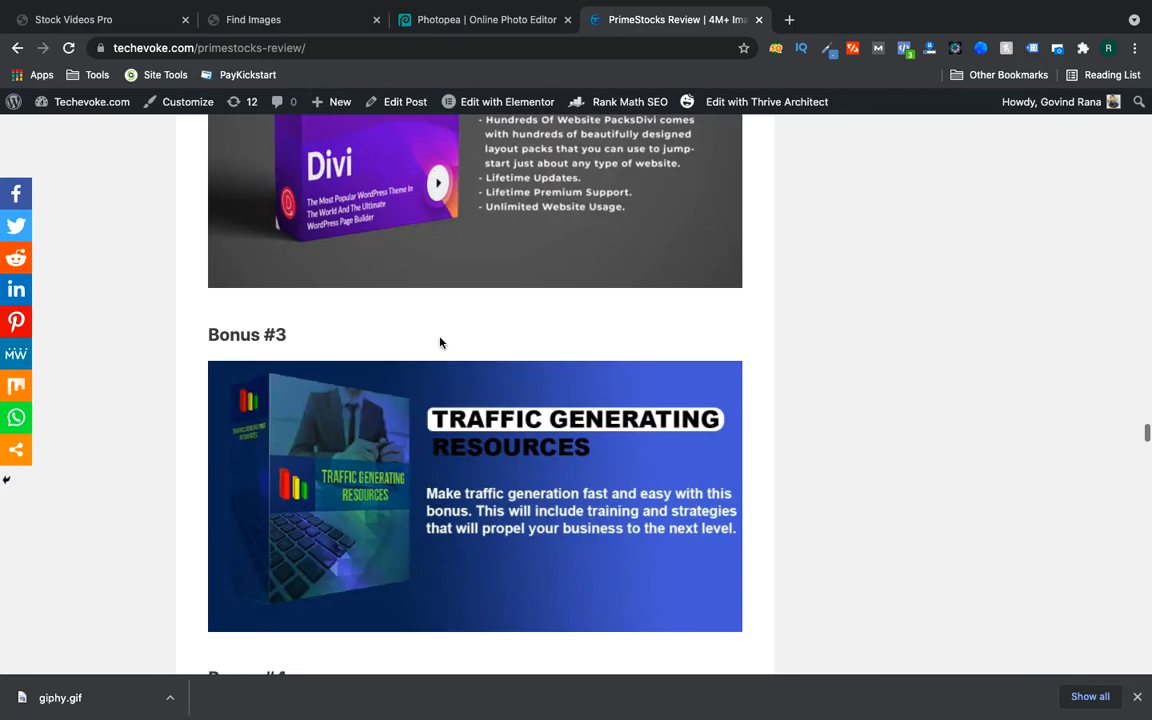 Stock Videos Pro
Find Images
Photopea | Online Photo Editor
PrimeStocks Review | 4M+ Ima
techevoke.com/primestocks-review/
Apps
Tools
Site Tools
PayKickstart
Other Bookmarks
Reading List
Techevoke.com
Customize
12
0
New
Edit Post
Edit with Elementor
Rank Math SEO
Edit with Thrive Architect
Howdy, Govind Rana
- Hundreds Of Website PacksDivi comes
with hundreds of beautifully designed
layout packs that you can use to jump-
start just about any type of website.
- Lifetime Updates.
- Lifetime Premium Support.
- Unlimited Website Usage.
Divi
The Most Popular WordPress Theme In
The World And The Ultimate
WordPress Page Builder
Bonus #3
TRAFFIC GENERATING
RESOURCES
TRAFFIC GENERATING
RESOURCES
TRAFFIC GENERATING
RESOURCES
Make traffic generation fast and easy with this
bonus. This will include training and strategies
that will propel your business to the next level.
Bonus #4
giphy.gif
Show all